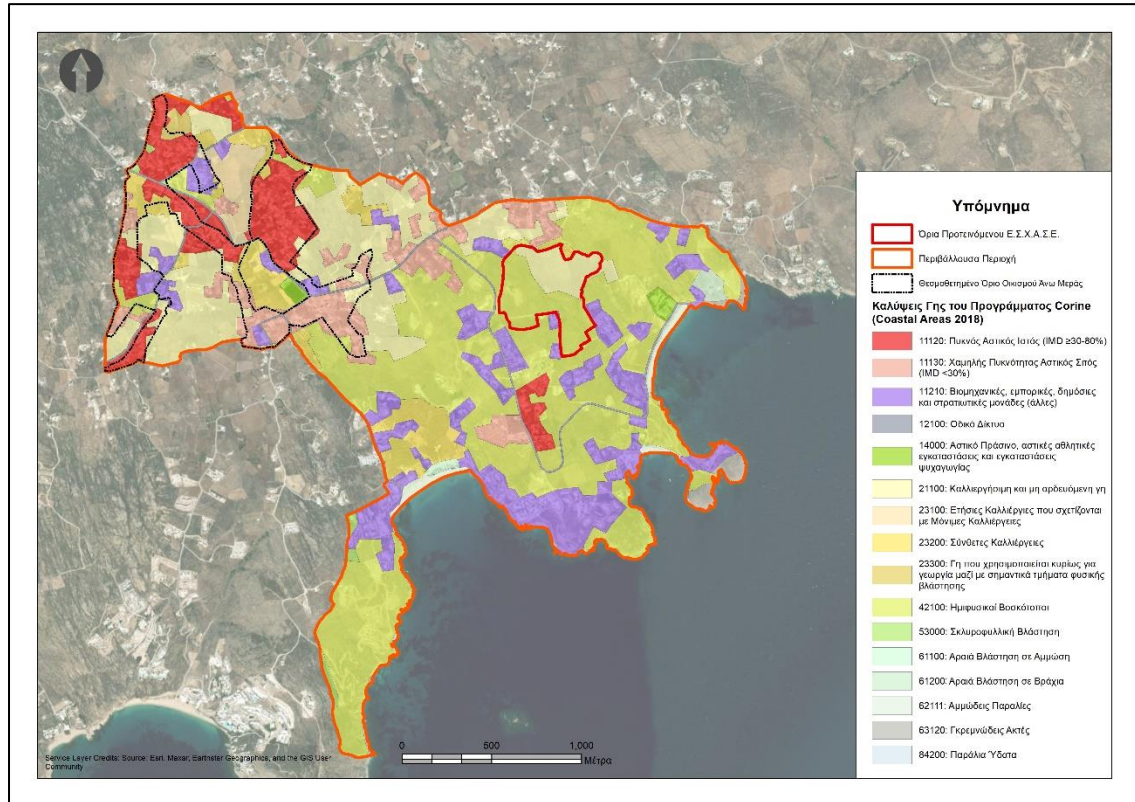 Υπόμνημα
Όρια Προτεινόμενου Ε.Σ.Χ.Α.Σ.Ε.
Περιβάλλουσα Περιοχή
Θεσμοθετημένο Όριο Οικισμού Άνω Μεράς
Καλύψεις Γης του Προγράμματος Corine
(Coastal Areas 2018)
11120: Πυκνός Αστικός Ιστός (IMD ≥30-80%)
11130: Χαμηλής Πυκνότητας Αστικός Σιτός
(IMD <30%)
11210: Βιομηχανικές, εμπορικές, δημόσιες
και στρατιωτικές μονάδες (άλλες)
12100: Οδικό Δίκτυο
14000: Αστικό Πράσινο, αστικές αθλητικές
εγκαταστάσεις και εγκαταστάσεις
ψυχαγωγίας
21100: Καλλιεργήσιμη και μη αρδευόμενη γη
23100: Ετήσιες Καλλιέργιες που σχετίζονται
με Μόνιμες Καλλιέργειες
23200: Σύνθετες Καλλιέργειες
23300: Γη που χρησιμοποιείται κυρίως για
γεωργία μαζί με σημαντικά τμήματα φυσικής
βλάστησης
42100: Ημιφυσικοί Βοσκότοποι
53000: Σκληροφυλλική Βλάστηση
61100: Αραιά Βλάστηση σε Αμμώση
61200: Αραιά Βλάστηση σε Βράχια
62111: Αμμώδεις Παραλίες
63120: Γκρεμνώδεις Ακτές
84200: Παράλια Ύδατα
0 500 1,000
Μέτρα
Service Layer Credits: Source: Esri, Maxar, Earthstar Geographics, and the GIS User
Community